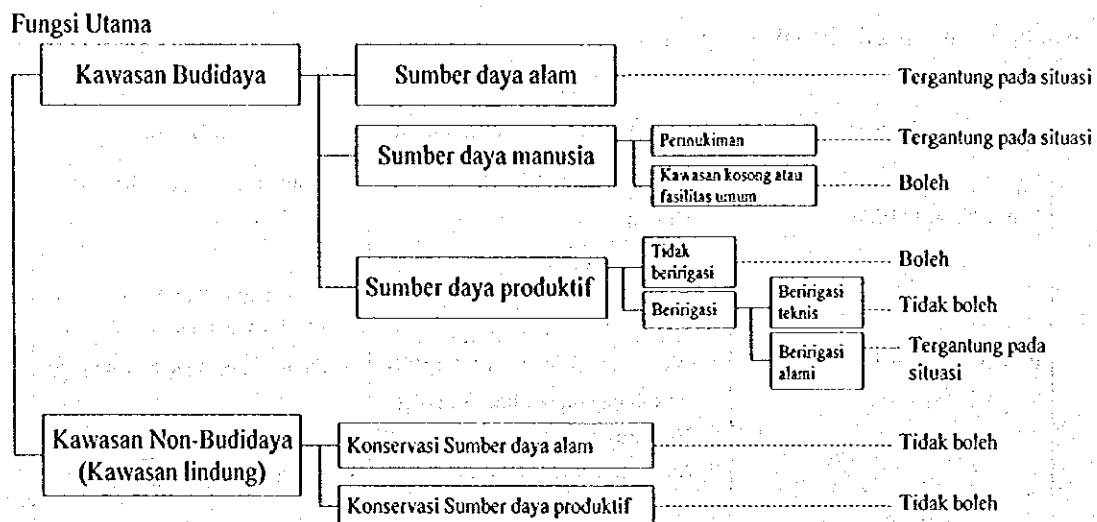 Fungsi Utama
Kawasan Budidaya
Sumber daya alam
Tergantung pada situasi
Sumber daya manusia
Permukiman
Tergantung pada situasi
Kawasan kosong atau
fasilitas umum
Boleh
Sumber daya produktif
Tidak
beririgasi
Boleh
Beririgasi
Beririgasi
teknis
Tidak boleh
Beririgasi
alami
Tergantung pada
situasi
Kawasan Non-Budidaya
(Kawasan lindung)
Konservasi Sumber daya alam
Tidak boleh
Konservasi Sumber daya produktif
Tidak boleh